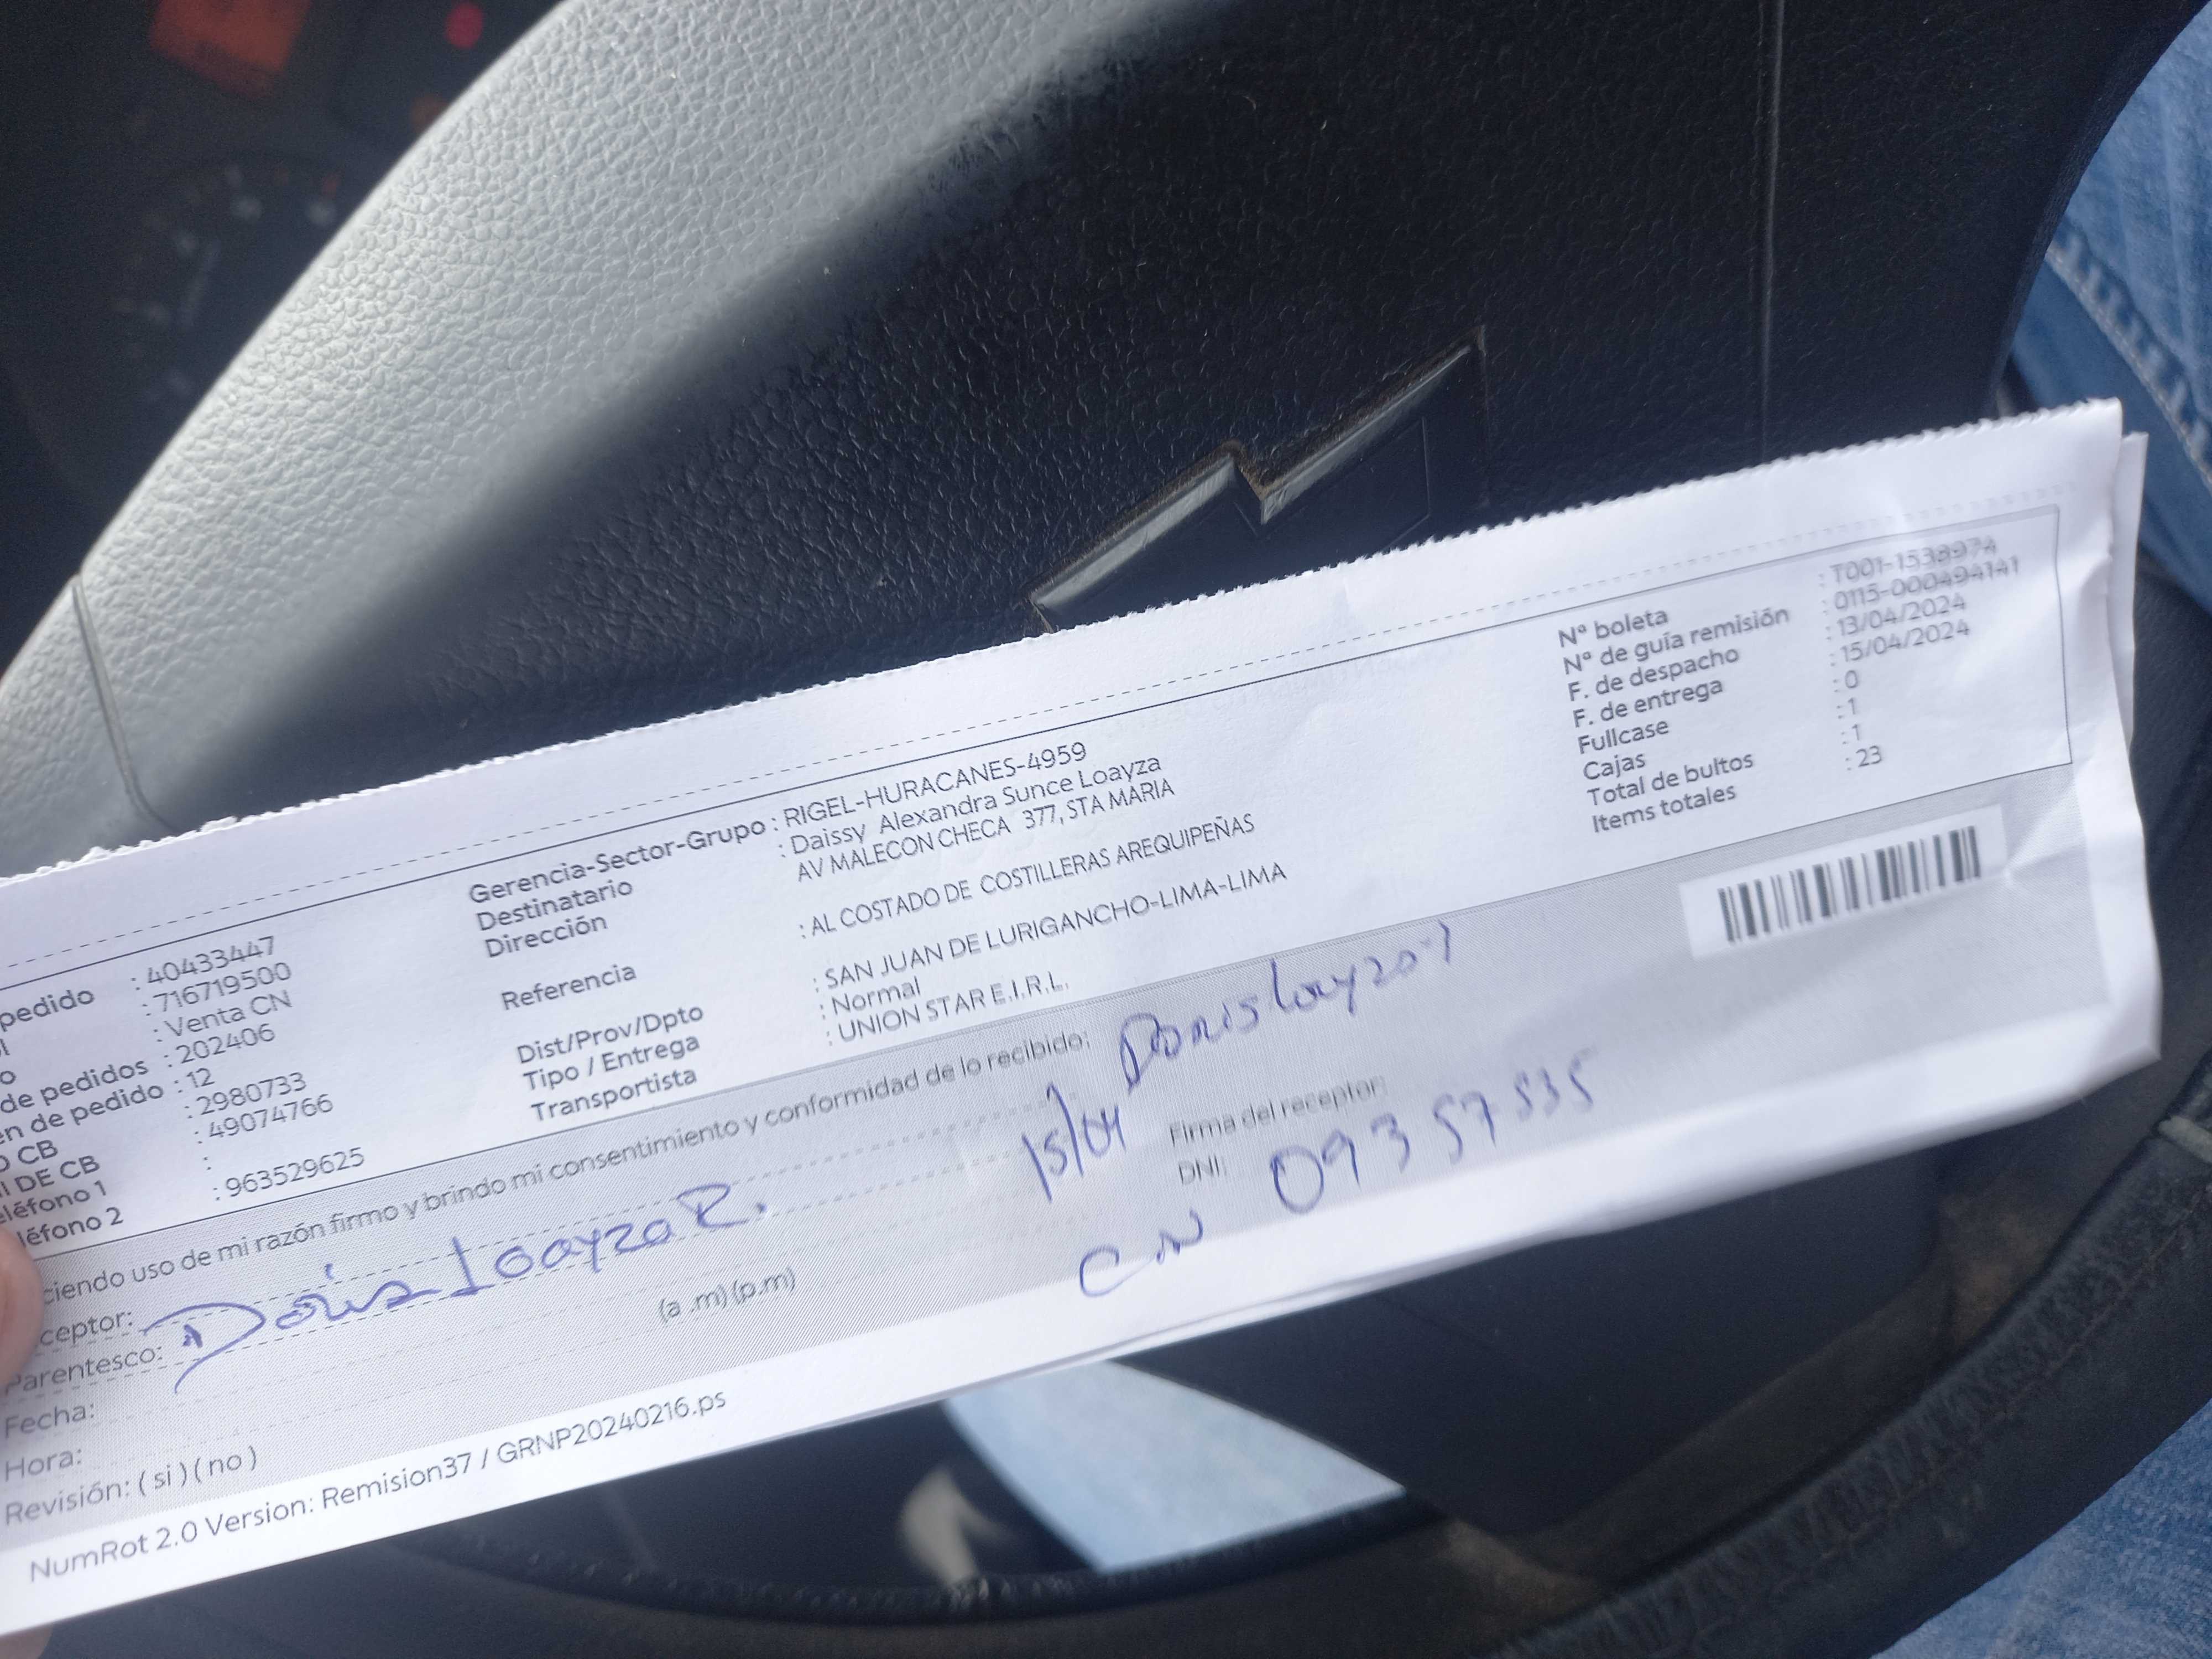 pedido : 40433447
: 716719500
: Venta CN
de pedidos : 202406
en de pedido : 12
CB : 2980733
DE CB : 49074766
eléfono 1 :
léfono 2 : 963529625
Gerencia-Sector-Grupo : RIGEL-HURACANES-4959
Destinatario : Daissy Alexandra Sunce Loayza
Dirección AV MALECON CHECA 377, STA MARIA
Referencia : AL COSTADO DE COSTILLERAS AREQUIPEÑAS
Dist/Prov/Dpto : SAN JUAN DE LURIGANCHO-LIMA-LIMA
Tipo / Entrega : Normal
Transportista : UNION STAR E.I.R.L.
Nº boleta : T001-1538974
Nº de guía remisión : 0115-000494141
F. de despacho : 13/04/2024
F. de entrega : 15/04/2024
Fullcase : 0
Cajas : 1
Total de bultos : 1
Items totales : 23
ciendo uso de mi razón firmo y brindo mi consentimiento y conformidad de lo recibido:
ceptor: Doris Loayza R.
Parentesco:
Fecha:
Hora: (a .m) (p.m)
Revisión: ( si ) ( no )
15/04
Firma del receptor:
DNI: 09357535
CN
NumRot 2.0 Version: Remision37 / GRNP20240216.ps